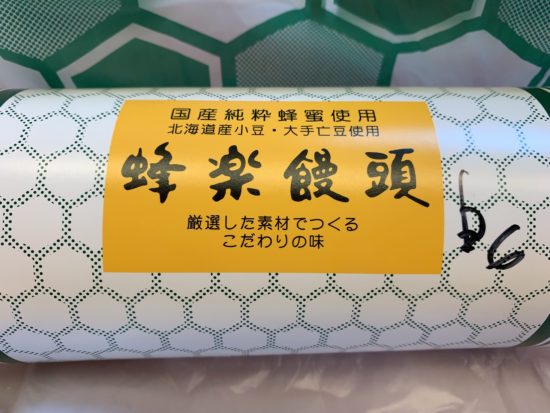 国産純粋蜂蜜使用
北海道産小豆・大手亡豆使用
蜂楽饅頭
厳選した素材でつくる
こだわりの味